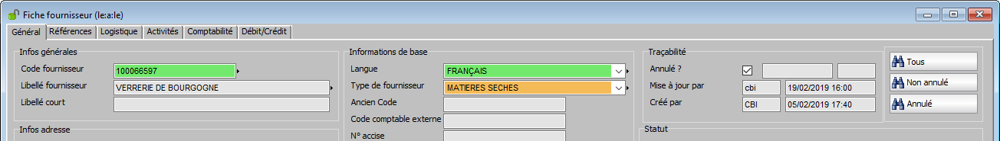 Fiche fournisseur (le:a:le)
Général Références Logistique Activités Comptabilité Débit/Crédit
Infos générales
Code fournisseur 100066597
Libellé fournisseur VERRERIE DE BOURGOGNE
Libellé court
Infos adresse
Informations de base
Langue FRANÇAIS
Type de fournisseur MATIERES SECHES
Ancien Code
Code comptable externe
N° accise
Traçabilité
Annulé ?
Mise à jour par cbi 19/02/2019 16:00
Créé par CBI 05/02/2019 17:40
Statut
Tous
Non annulé
Annulé